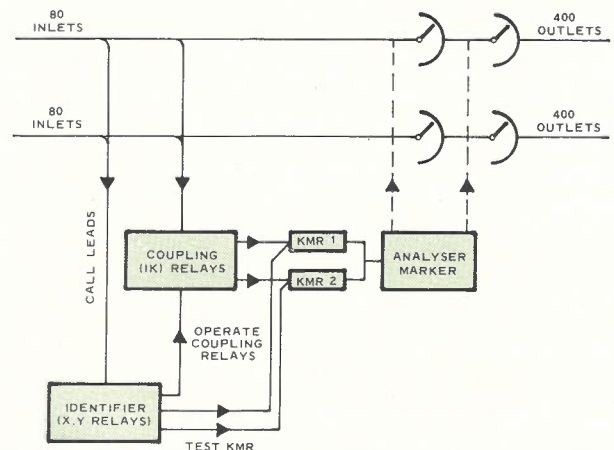 80
INLETS
400
OUTLETS
80
INLETS
400
OUTLETS
CALL LEADS
COUPLING
(IK) RELAYS
KMR 1
KMR 2
ANALYSER
MARKER
OPERATE
COUPLING
RELAYS
IDENTIFIER
(X,Y RELAYS)
TEST KMR